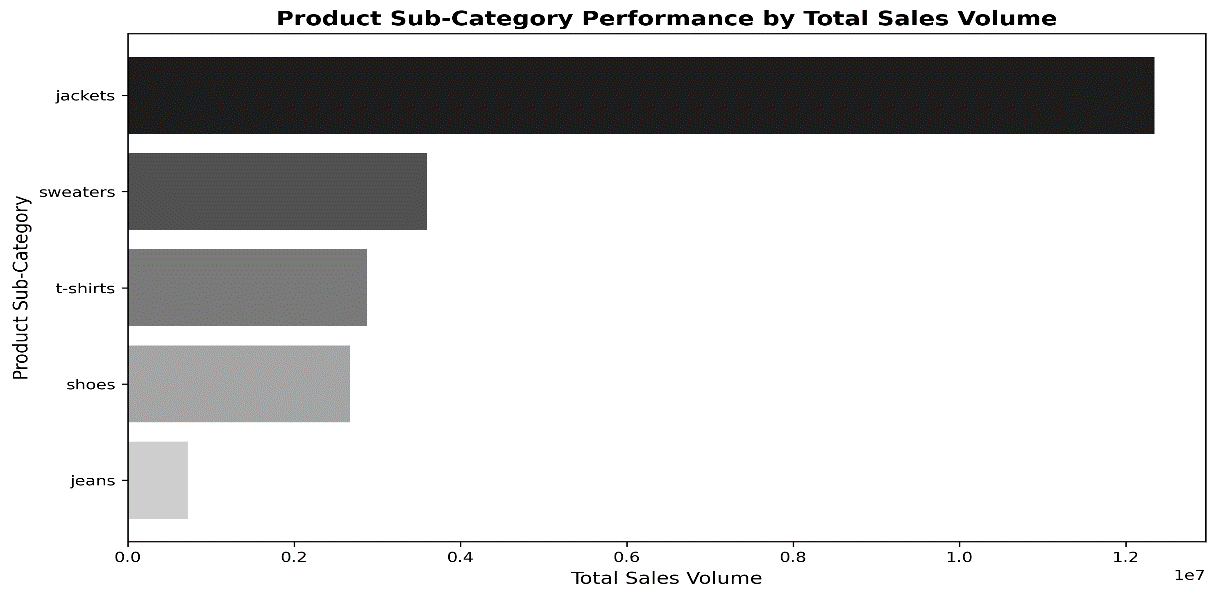 Product Sub-Category Performance by Total Sales Volume
Product Sub-Category
jackets
sweaters
t-shirts
shoes
jeans
0.0 0.2 0.4 0.6 0.8 1.0 1.2
1e7
Total Sales Volume